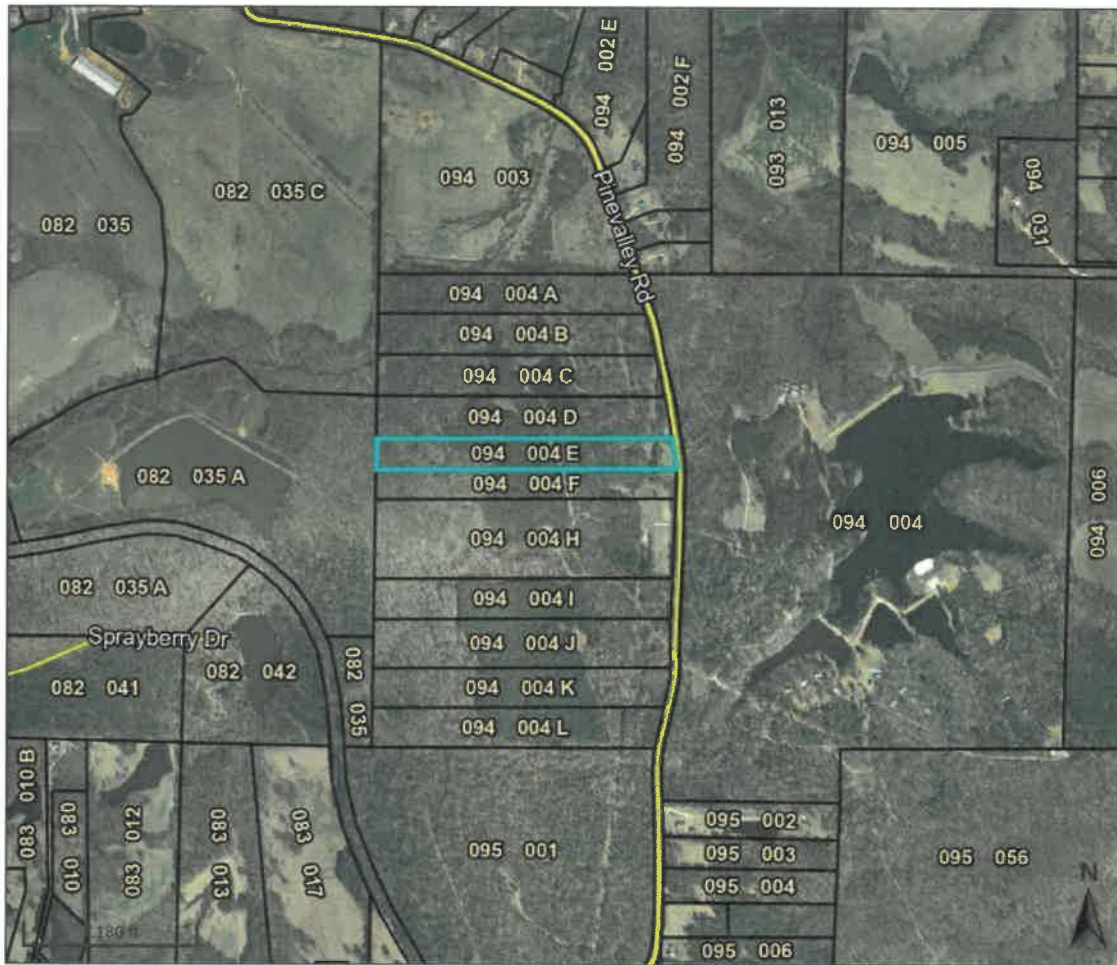 094 002 E
094 002 F
093 013
094 005
094 031
082 035 C
094 003
082 035
Pinevalley Rd
094 004 A
094 004 B
094 004 C
094 004 D
094 004 E
094 004 F
094 004 H
094 004 I
094 004 J
094 004 K
094 004 L
094 004
094 006
082 035 A
082 035 A
Sprayberry Dr
082 041
082 042
082 035
083 010 B
083 010
083 012
083 013
083 017
095 001
095 002
095 003
095 004
095 006
095 056
N
180 ft